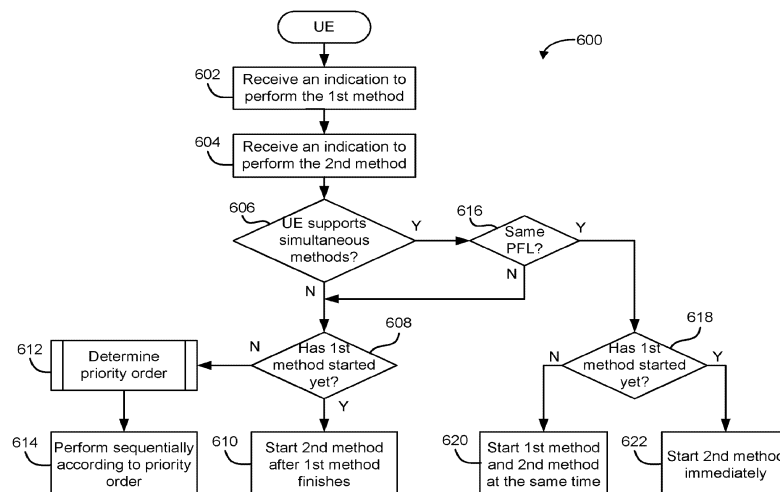 UE
600
602
Receive an indication to
perform the 1st method
604
Receive an indication to
perform the 2nd method
606
UE supports
simultaneous
methods?
Y
N
616
Same
PFL?
Y
N
608
Has 1st
method started
yet?
N
Y
618
Has 1st
method started
yet?
N
Y
612
Determine
priority order
614
Perform sequentially
according to priority
order
610
Start 2nd method
after 1st method
finishes
620
Start 1st method
and 2nd method
at the same time
622
Start 2nd method
immediately